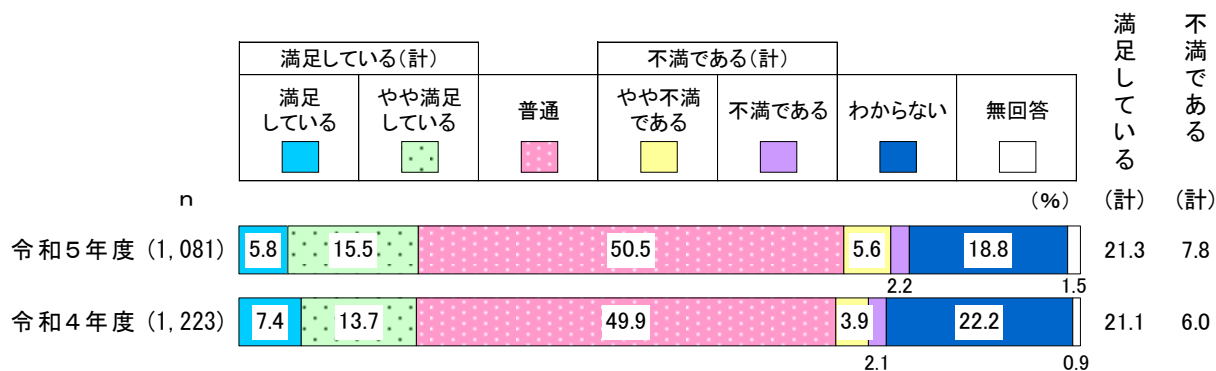 満足している(計)
不満である(計)
満足
している
やや満足
している
普通
やや不満
である
不満である
わからない
無回答
満足している
(計)
不満である
(計)
n
(%)
令和5年度 (1,081)
5.8
15.5
50.5
5.6
2.2
18.8
1.5
21.3
7.8
令和4年度 (1,223)
7.4
13.7
49.9
3.9
2.1
22.2
0.9
21.1
6.0